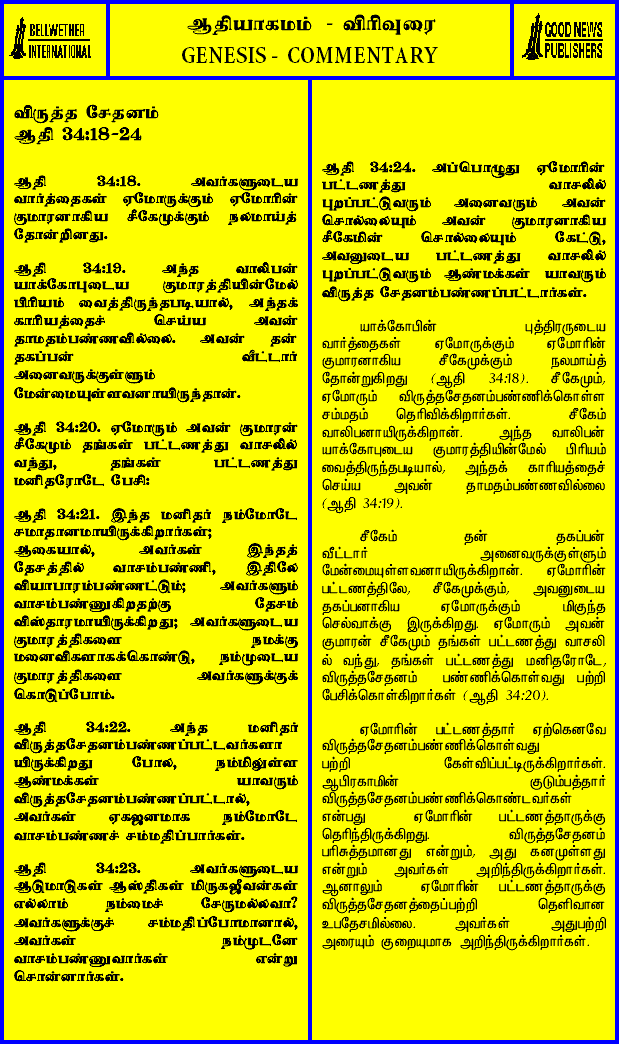 BELLWETHER
INTERNATIONAL
ஆதியாகமம் - விரிவுரை
GENESIS - COMMENTARY
GOOD NEWS
PUBLISHERS
விருத்த சேதனம்
ஆதி 34:18-24
ஆதி 34:18. அவர்களுடைய
வார்த்தைகள் ஏமோருக்கும் ஏமோரின்
குமாரனாகிய சீகேமுக்கும் நலமாய்த்
தோன்றினது.
ஆதி 34:19. அந்த வாலிபன்
யாக்கோபுடைய குமாரத்தியின்மேல்
பிரியம் வைத்திருந்தபடியால், அந்தக்
காரியத்தைச் செய்ய அவன்
தாமதம்பண்ணவில்லை. அவன் தன்
தகப்பன் வீட்டார்
அனைவருக்குள்ளும்
மேன்மையுள்ளவனாயிருந்தான்.
ஆதி 34:20. ஏமோரும் அவன் குமாரன்
சீகேமும் தங்கள் பட்டணத்து வாசலில்
வந்து, தங்கள் பட்டணத்து
மனிதரோடே பேசி:
ஆதி 34:21. இந்த மனிதர் நம்மோடே
சமாதானமாயிருக்கிறார்கள்;
ஆகையால், அவர்கள் இந்தத்
தேசத்தில் வாசம்பண்ணி, இதிலே
வியாபாரம்பண்ணட்டும்; அவர்களும்
வாசம்பண்ணுகிறதற்கு தேசம்
விஸ்தாரமாயிருக்கிறது; அவர்களுடைய
குமாரத்திகளை நமக்கு
மனைவிகளாகக்கொண்டு, நம்முடைய
குமாரத்திகளை அவர்களுக்குக்
கொடுப்போம்.
ஆதி 34:22. அந்த மனிதர்
விருத்தசேதனம்பண்ணப்பட்டவர்களா
யிருக்கிறது போல, நம்மிலுள்ள
ஆண்மக்கள் யாவரும்
விருத்தசேதனம்பண்ணப்பட்டால்,
அவர்கள் ஏகஜனமாக நம்மோடே
வாசம்பண்ணச் சம்மதிப்பார்கள்.
ஆதி 34:23. அவர்களுடைய
ஆடுமாடுகள் ஆஸ்திகள் மிருகஜீவன்கள்
எல்லாம் நம்மைச் சேருமல்லவா?
அவர்களுக்குச் சம்மதிப்போமானால்,
அவர்கள் நம்முடனே
வாசம்பண்ணுவார்கள் என்று
சொன்னார்கள்.
ஆதி 34:24. அப்பொழுது ஏமோரின்
பட்டணத்து வாசலில்
புறப்பட்டுவரும் அனைவரும் அவன்
சொல்லையும் அவன் குமாரனாகிய
சீகேமின் சொல்லையும் கேட்டு,
அவனுடைய பட்டணத்து வாசலில்
புறப்பட்டுவரும் ஆண்மக்கள் யாவரும்
விருத்த சேதனம்பண்ணப்பட்டார்கள்.
யாக்கோபின் புத்திரருடைய
வார்த்தைகள் ஏமோருக்கும் ஏமோரின்
குமாரனாகிய சீகேமுக்கும் நலமாய்த்
தோன்றுகிறது (ஆதி 34:18). சீகேமும்,
ஏமோரும் விருத்தசேதனம்பண்ணிக்கொள்ள
சம்மதம் தெரிவிக்கிறார்கள். சீகேம்
வாலிபனாயிருக்கிறான். அந்த வாலிபன்
யாக்கோபுடைய குமாரத்தியின்மேல் பிரியம்
வைத்திருந்தபடியால், அந்தக் காரியத்தைச்
செய்ய அவன் தாமதம்பண்ணவில்லை
(ஆதி 34:19).
சீகேம் தன் தகப்பன்
வீட்டார் அனைவருக்குள்ளும்
மேன்மையுள்ளவனாயிருக்கிறான். ஏமோரின்
பட்டணத்திலே, சீகேமுக்கும், அவனுடைய
தகப்பனாகிய ஏமோருக்கும் மிகுந்த
செல்வாக்கு இருக்கிறது. ஏமோரும் அவன்
குமாரன் சீகேமும் தங்கள் பட்டணத்து வாசலி
ல் வந்து, தங்கள் பட்டணத்து மனிதரோடே,
விருத்தசேதனம் பண்ணிக்கொள்வது பற்றி
பேசிக்கொள்கிறார்கள் (ஆதி 34:20).
ஏமோரின் பட்டணத்தார் ஏற்கெனவே
விருத்தசேதனம்பண்ணிக்கொள்வது
பற்றி கேள்விப்பட்டிருக்கிறார்கள்.
ஆபிரகாமின் குடும்பத்தார்
விருத்தசேதனம்பண்ணிக்கொண்டவர்கள்
என்பது ஏமோரின் பட்டணத்தாருக்கு
தெரிந்திருக்கிறது. விருத்தசேதனம்
பரிசுத்தமானது என்றும், அது கனமுள்ளது
என்றும் அவர்கள் அறிந்திருக்கிறார்கள்.
ஆனாலும் ஏமோரின் பட்டணத்தாருக்கு
விருத்தசேதனத்தைப்பற்றி தெளிவான
உபதேசமில்லை. அவர்கள் அதுபற்றி
அரையும் குறையுமாக அறிந்திருக்கிறார்கள்.